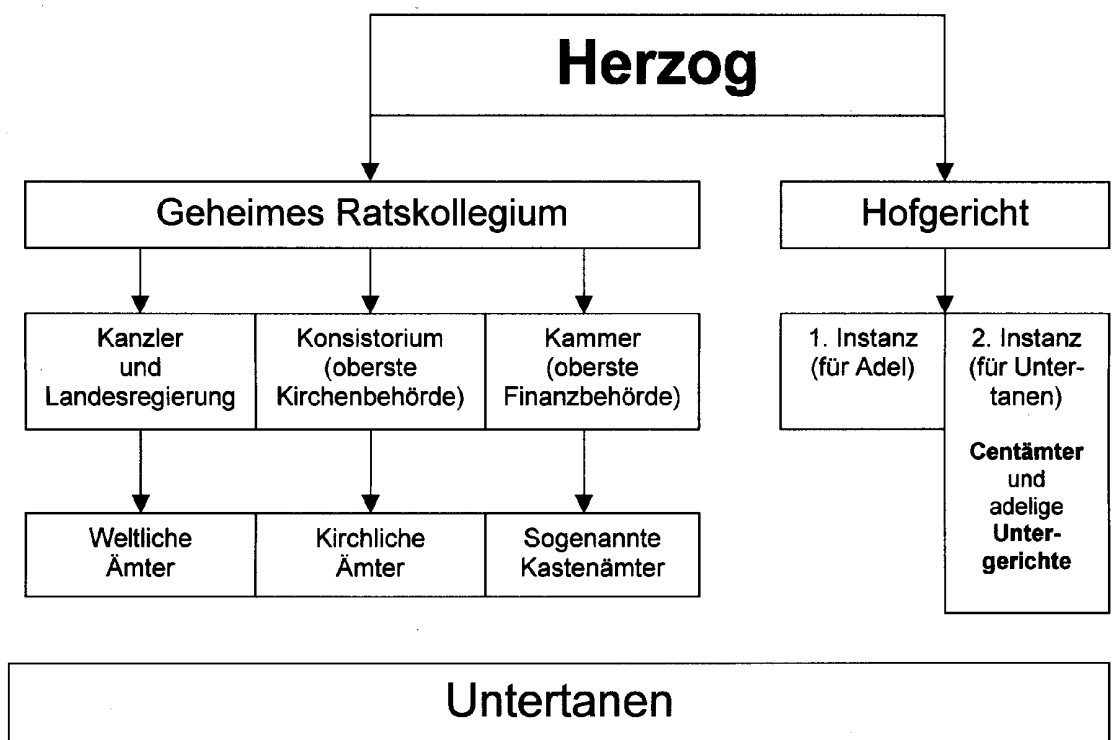 Herzog
Geheimes Ratskollegium
Hofgericht
Kanzler
und
Landesregierung
Konsistorium
(oberste
Kirchenbehörde)
Kammer
(oberste
Finanzbehörde)
1. Instanz
(für Adel)
2. Instanz
(für Unter-
tanen)
Centämter
und
adelige
Unter-
gerichte
Weltliche
Ämter
Kirchliche
Ämter
Sogenannte
Kastenämter
Untertanen